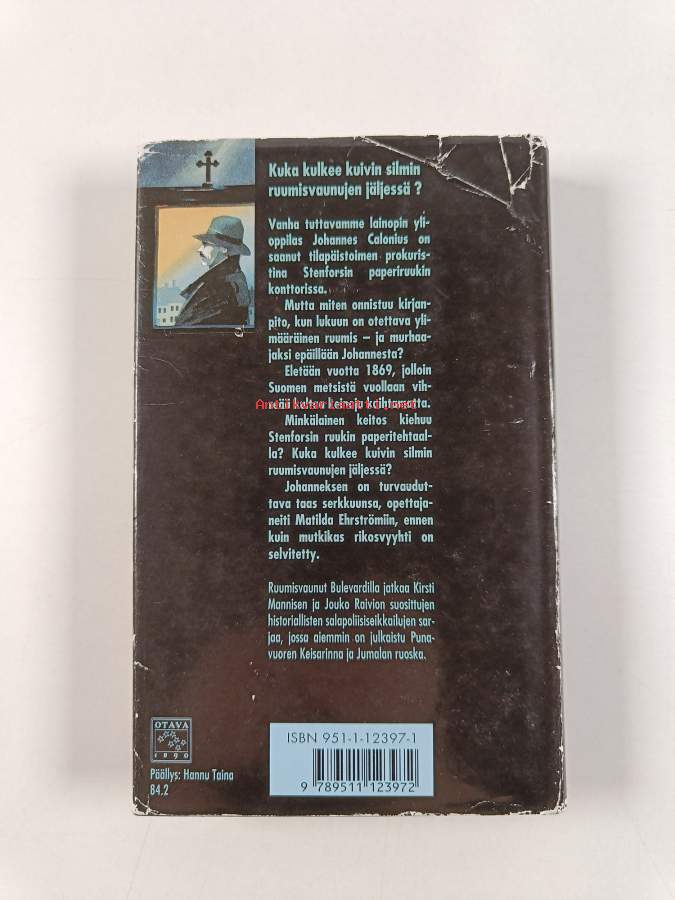 Kuka kulkee kuivin silmin
ruumisvaunujen jäljessä ?
Vanha tuttavamme lainopin yli-
oppilas Johannes Calonius on
saanut tilapäistoimen prokuris-
tina Stenforsin paperiruukin
konttorissa.
Mutta miten onnistuu kirjan-
pito, kun lukuun on otettava yli-
määräinen ruumis – ja murhaa-
jaksi epäillään Johannesta?
Eletään vuotta 1869, jolloin
Suomen metsistä vuollaan vih-
reää kultaa keinoja kaihtamatta.
Minkälainen keitos kiehuu
Stenforsin ruukin paperitehtaal-
la? Kuka kulkee kuivin silmin
ruumisvaunujen jäljessä?
Johanneksen on turvaudut-
tava taas serkkuunsa, opettaja-
neiti Matilda Ehrströmiin, ennen
kuin mutkikas rikosvyyhti on
selvitetty.
Ruumisvaunut Bulevardilla jatkaa Kirsti
Mannisen ja Jouko Raivion suosittujen
historiallisten salapoliisiseikkailujen sar-
jaa, jossa aiemmin on julkaistu Puna-
vuoren Keisarinna ja Jumalan ruoska.
OTAVA
1890
Päällys: Hannu Taina
84.2
ISBN 951-1-12397-1
9 789511 123972